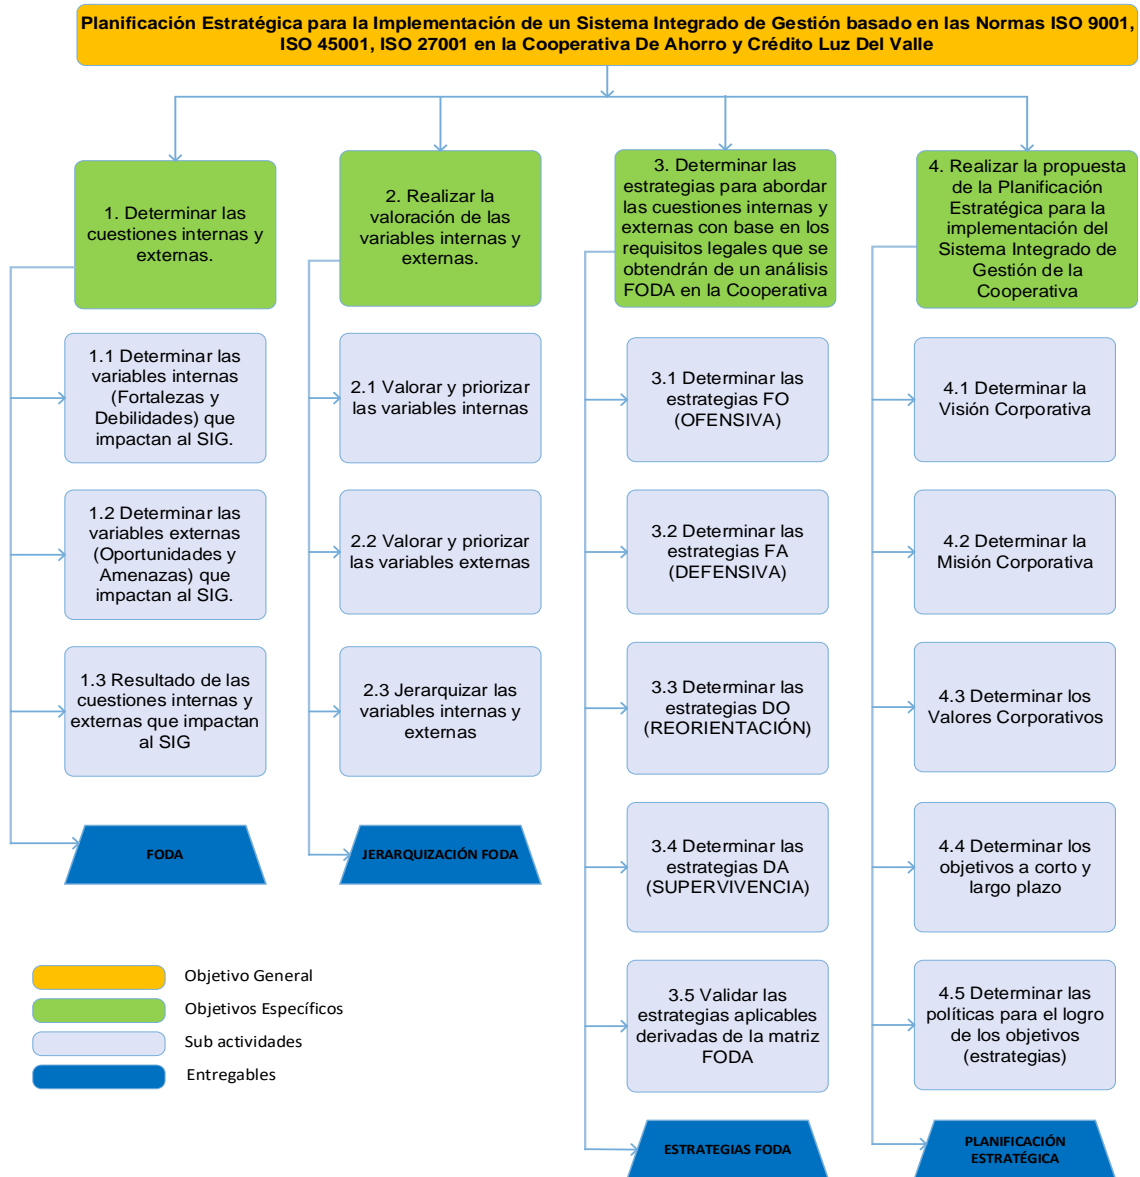 Planificación Estratégica para la Implementación de un Sistema Integrado de Gestión basado en las Normas ISO 9001,
ISO 45001, ISO 27001 en la Cooperativa De Ahorro y Crédito Luz Del Valle
1. Determinar las
cuestiones internas y
externas.
1.1 Determinar las
variables internas
(Fortalezas y
Debilidades) que
impactan al SIG.
1.2 Determinar las
variables externas
(Oportunidades y
Amenazas) que
impactan al SIG.
1.3 Resultado de las
cuestiones internas y
externas que impactan
al SIG
FODA
2. Realizar la
valoración de las
variables internas y
externas.
2.1 Valorar y priorizar
las variables internas
2.2 Valorar y priorizar
las variables externas
2.3 Jerarquizar las
variables internas y
externas
JERARQUIZACIÓN FODA
3. Determinar las
estrategias para abordar
las cuestiones internas y
externas con base en los
requisitos legales que se
obtendrán de un análisis
FODA en la Cooperativa
3.1 Determinar las
estrategias FO
(OFENSIVA)
3.2 Determinar las
estrategias FA
(DEFENSIVA)
3.3 Determinar las
estrategias DO
(REORIENTACIÓN)
3.4 Determinar las
estrategias DA
(SUPERVIVENCIA)
3.5 Validar las
estrategias aplicables
derivadas de la matriz
FODA
ESTRATEGIAS FODA
4. Realizar la propuesta
de la Planificación
Estratégica para la
implementación del
Sistema Integrado de
Gestión de la
Cooperativa
4.1 Determinar la
Visión Corporativa
4.2 Determinar la
Misión Corporativa
4.3 Determinar los
Valores Corporativos
4.4 Determinar los
objetivos a corto y
largo plazo
4.5 Determinar las
políticas para el logro
de los objetivos
(estrategias)
PLANIFICACIÓN
ESTRATÉGICA
Objetivo General
Objetivos Específicos
Sub actividades
Entregables